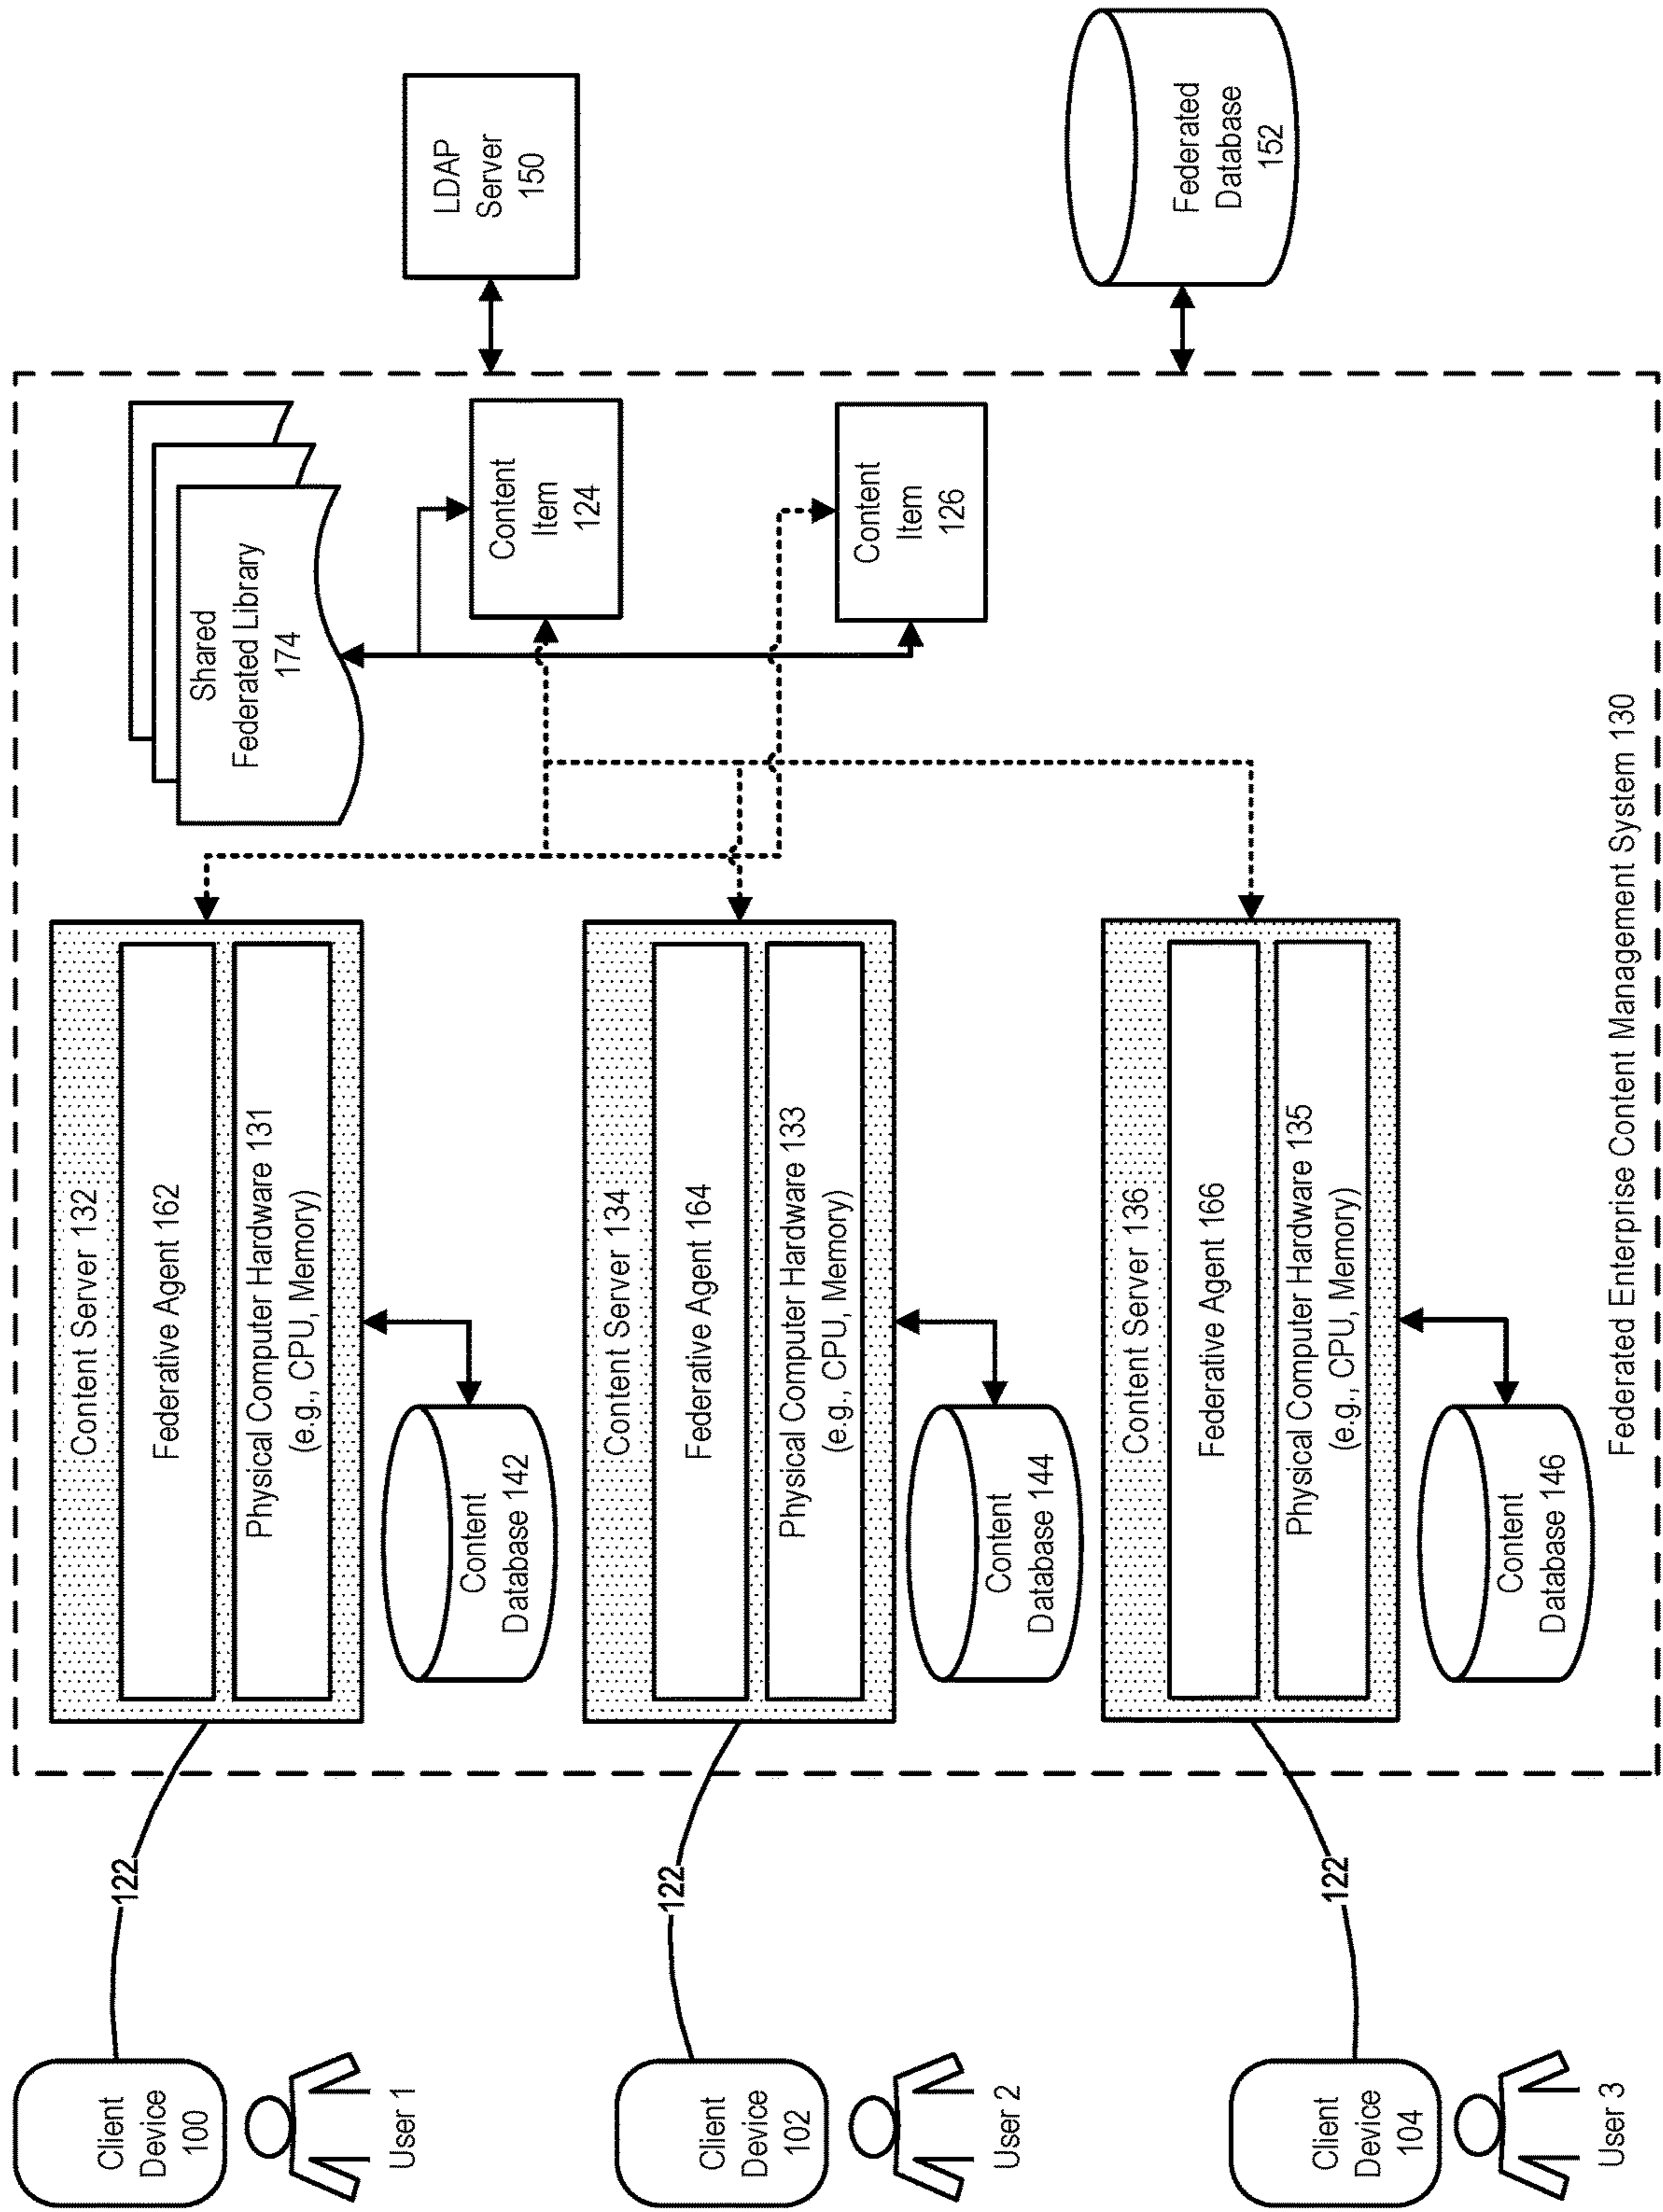 Client
Device
100
User 1
122
Content Server 132
Federative Agent 162
Physical Computer Hardware 131
(e.g., CPU, Memory)
Content
Database 142
Shared
Federated Library
174
Content
Item
124
LDAP
Server
150
Client
Device
102
User 2
122
Content Server 134
Federative Agent 164
Physical Computer Hardware 133
(e.g., CPU, Memory)
Content
Database 144
Content
Item
126
Client
Device
104
User 3
122
Content Server 136
Federative Agent 166
Physical Computer Hardware 135
(e.g., CPU, Memory)
Content
Database 146
Federated
Database
152
Federated Enterprise Content Management System 130